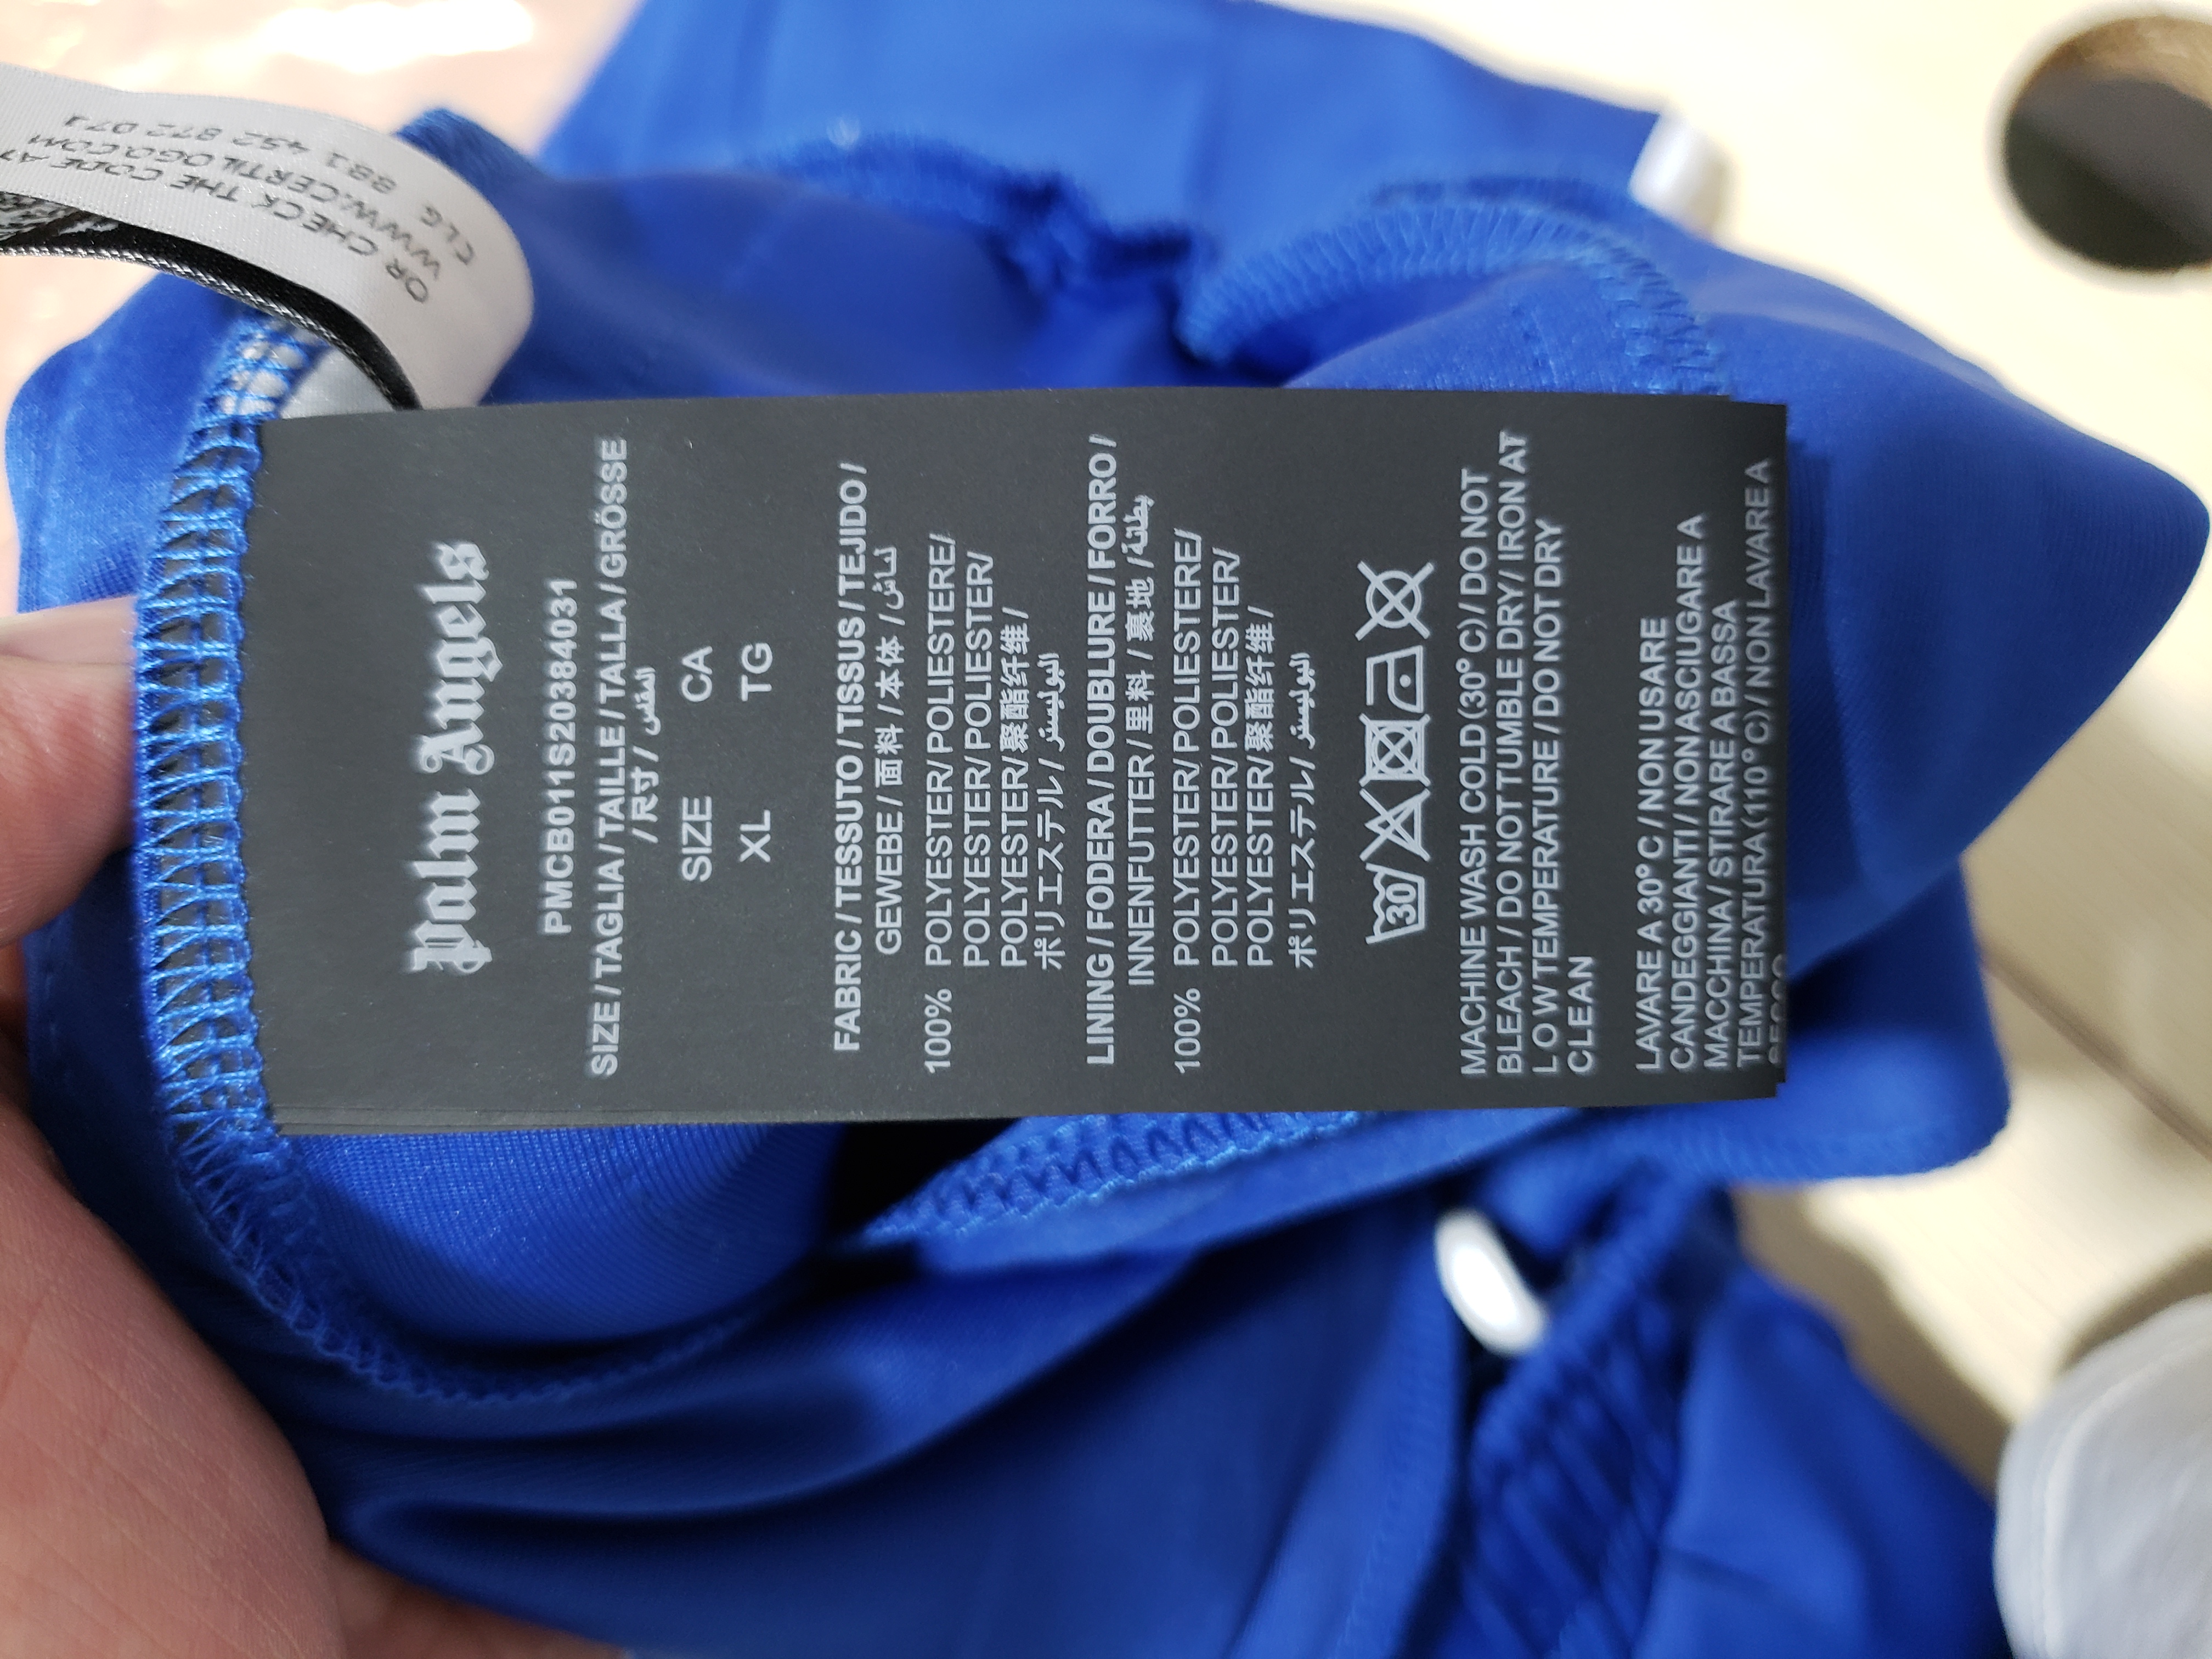 Palm Angels
PMCB011S20384031
SIZE / TAGLIA / TAILLE / TALLA / GRÖSSE
/ 尺寸 / المقاس
SIZE CA
XL TG
FABRIC / TESSUTO / TISSUS / TEJIDO /
GEWEBE / 面料 / 本体 / قماش
100% POLYESTER/ POLIESTERE/
POLYESTER/ POLIESTER/
POLYESTER/ 聚酯纤维 /
ポリエステル / البوليستر
LINING / FODERA / DOUBLURE / FORRO /
INNENFUTTER / 里料 / 裏地 / بطانة
100% POLYESTER/ POLIESTERE/
POLYESTER/ POLIESTER/
POLYESTER/ 聚酯纤维 /
ポリエステル / البوليستر
30
MACHINE WASH COLD (30° C) / DO NOT
BLEACH / DO NOT TUMBLE DRY/ IRON AT
LOW TEMPERATURE / DO NOT DRY
CLEAN
LAVARE A 30° C / NON USARE
CANDEGGIANTI / NON ASCIUGARE A
MACCHINA / STIRARE A BASSA
TEMPERATURA (110° C) / NON LAVARE A
SECCO
OR CHECK THE CODE AT
WWW.CERTILOGO.COM
CLG 881 452 872 071